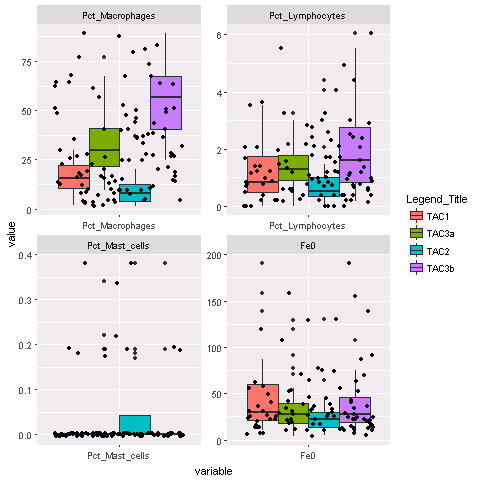 Pct_Macrophages
Pct_Lymphocytes
75
50
25
0
6
4
2
0
Pct_Macrophages
Pct_Lymphocytes
Pct_Mast_cells
Fe0
0.4
0.3
0.2
0.1
0.0
200
150
100
50
0
Pct_Mast_cells
Fe0
value
variable
Legend_Title
TAC1
TAC3a
TAC2
TAC3b